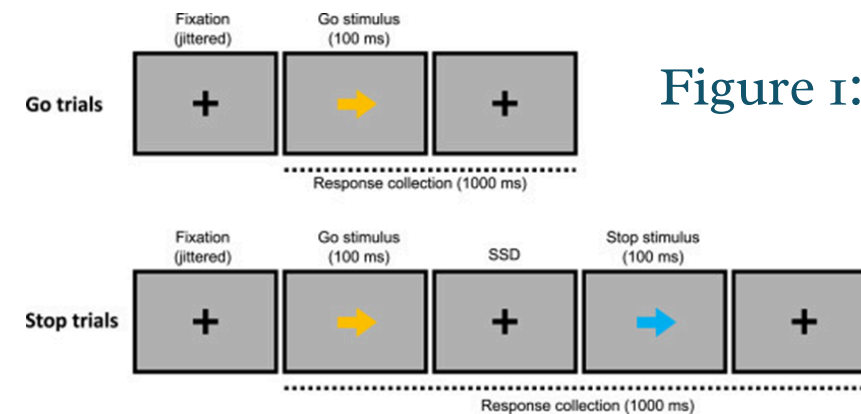 Fixation
(jittered)
Go stimulus
(100 ms)
Figure 1:
Go trials
Response collection (1000 ms)
Fixation
(jittered)
Go stimulus
(100 ms)
SSD
Stop stimulus
(100 ms)
Stop trials
Response collection (1000 ms)